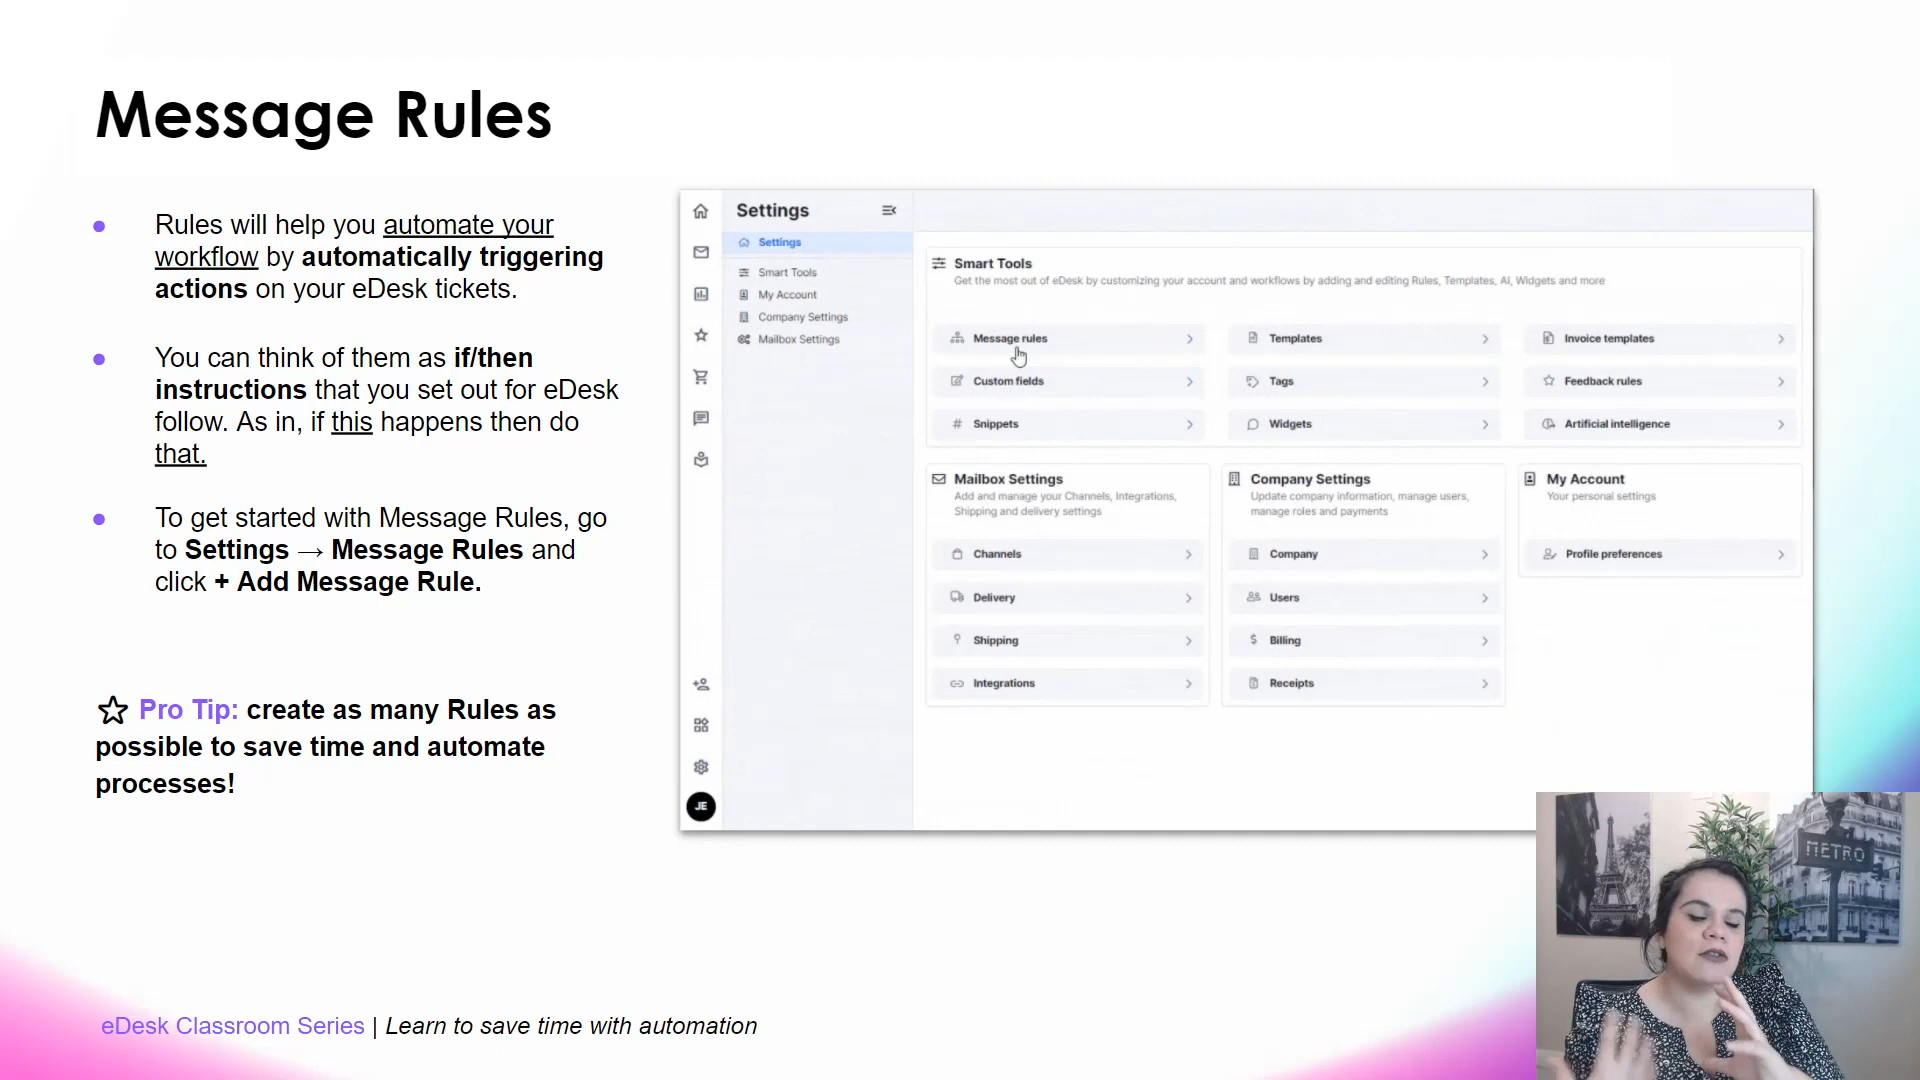 Message Rules
Rules will help you automate your
workflow by automatically triggering
actions on your eDesk tickets.
You can think of them as if/then
instructions that you set out for eDesk
follow. As in, if this happens then do
that.
To get started with Message Rules, go
to Settings → Message Rules and
click + Add Message Rule.
Pro Tip: create as many Rules as
possible to save time and automate
processes!
Settings
Settings
Smart Tools
My Account
Company Settings
Mailbox Settings
JE
Smart Tools
Get the most out of eDesk by customizing your account and workflows by adding and editing Rules, Templates, AI, Widgets and more
Message rules
Templates
Invoice templates
Custom fields
Tags
Feedback rules
Snippets
Widgets
Artificial intelligence
Mailbox Settings
Add and manage your Channels, Integrations,
Shipping and delivery settings
Channels
Delivery
Shipping
Integrations
Company Settings
Update company information, manage users,
manage roles and payments
Company
Users
Billing
Receipts
My Account
Your personal settings
Profile preferences
METRO
eDesk Classroom Series | Learn to save time with automation